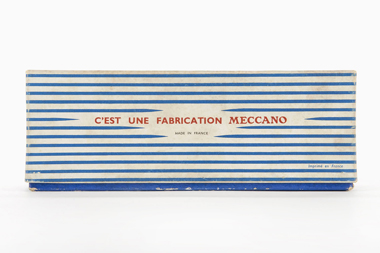 C'EST UNE FABRICATION MECCANO
MADE IN FRANCE
Imprimé en France